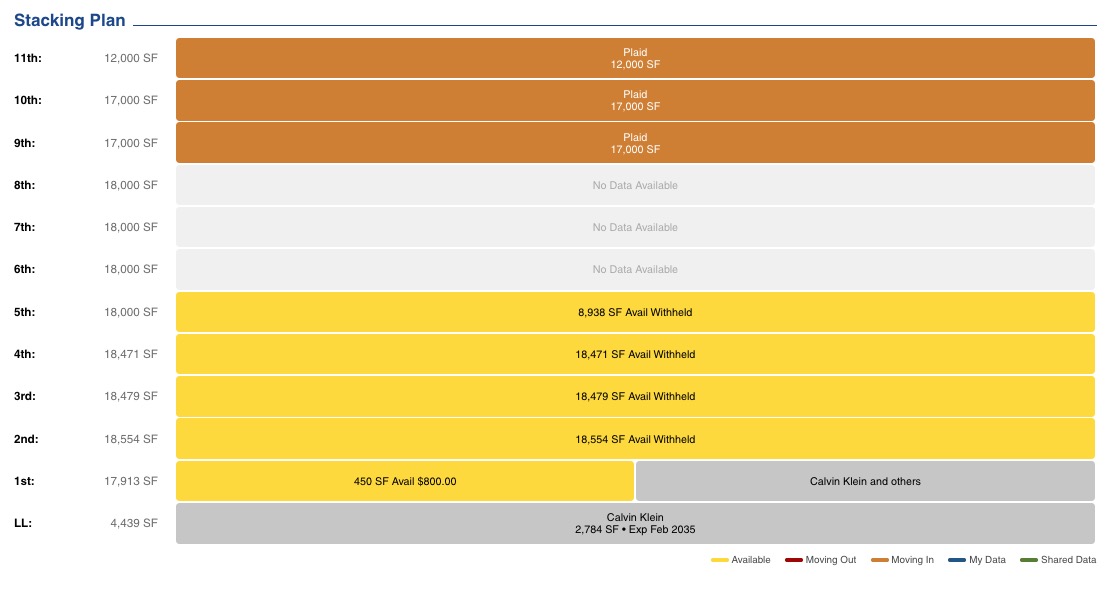 Stacking Plan
11th: 12,000 SF
Plaid
12,000 SF
10th: 17,000 SF
Plaid
17,000 SF
9th: 17,000 SF
Plaid
17,000 SF
8th: 18,000 SF No Data Available
7th: 18,000 SF No Data Available
6th: 18,000 SF No Data Available
5th: 18,000 SF 8,938 SF Avail Withheld
4th: 18,471 SF 18,471 SF Avail Withheld
3rd: 18,479 SF 18,479 SF Avail Withheld
2nd: 18,554 SF 18,554 SF Avail Withheld
1st: 17,913 SF 450 SF Avail $800.00 Calvin Klein and others
LL: 4,439 SF
Calvin Klein
2,784 SF • Exp Feb 2035
Available Moving Out Moving In My Data Shared Data